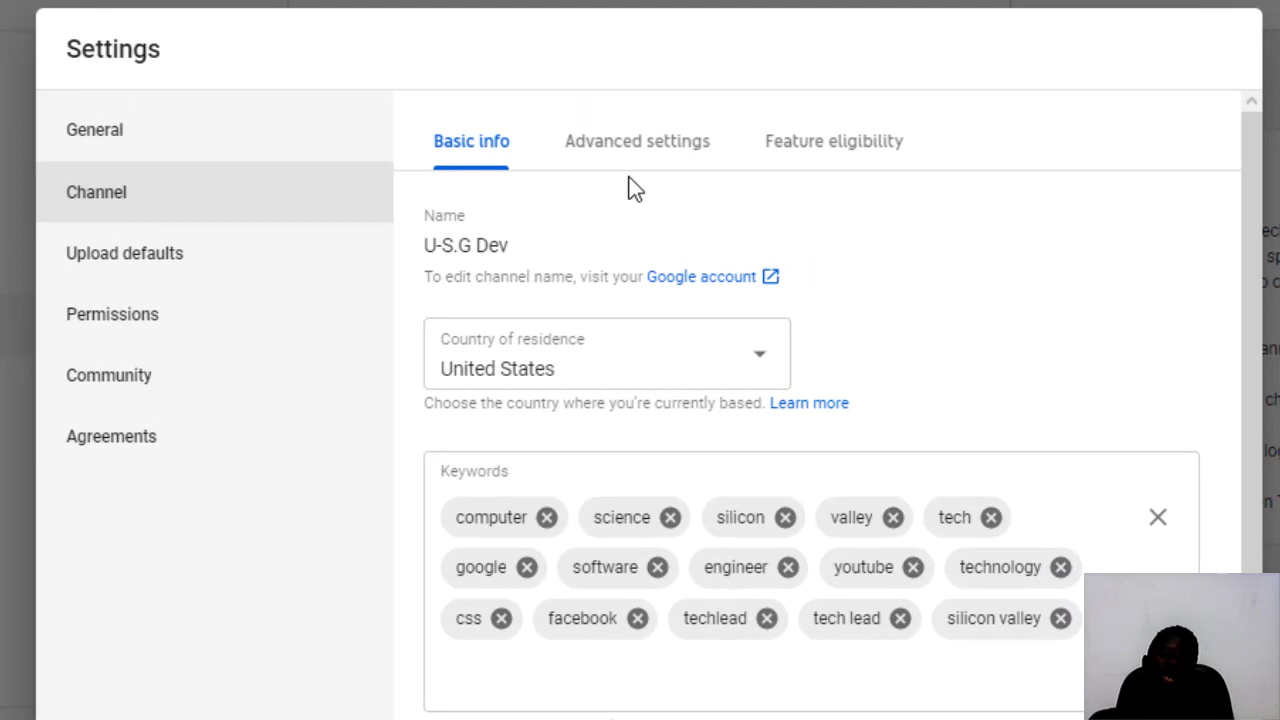 Settings
General
Channel
Upload defaults
Permissions
Community
Agreements
Basic info Advanced settings Feature eligibility
Name
U-S.G Dev
To edit channel name, visit your Google account
Country of residence
United States
Choose the country where you're currently based. Learn more
Keywords
computer science silicon valley tech
google software engineer youtube technology
css facebook techlead tech lead silicon valley